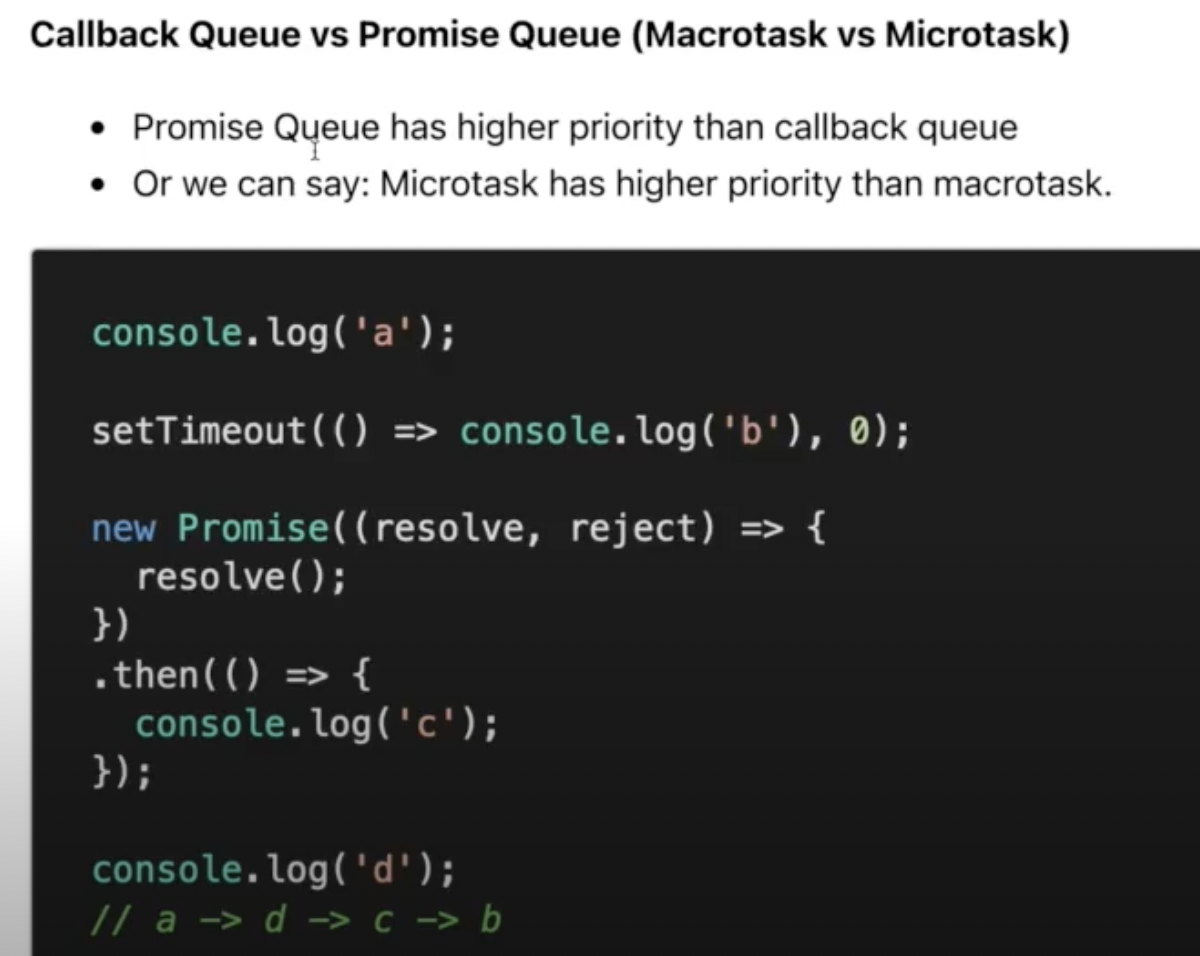 Callback Queue vs Promise Queue (Macrotask vs Microtask)
• Promise Queue has higher priority than callback queue
• Or we can say: Microtask has higher priority than macrotask.
console.log('a');
setTimeout(() => console.log('b'), 0);
new Promise((resolve, reject) => {
  resolve();
})
.then(() => {
  console.log('c');
});
console.log('d');
// a -> d -> c -> b